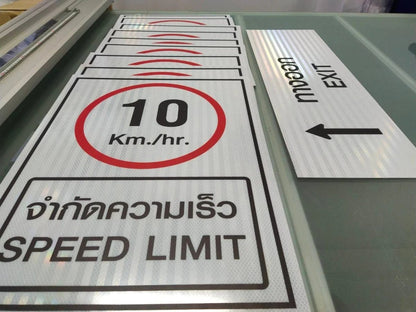 10
Km./hr.
จำกัดความเร็ว
SPEED LIMIT
ทางออก
EXIT